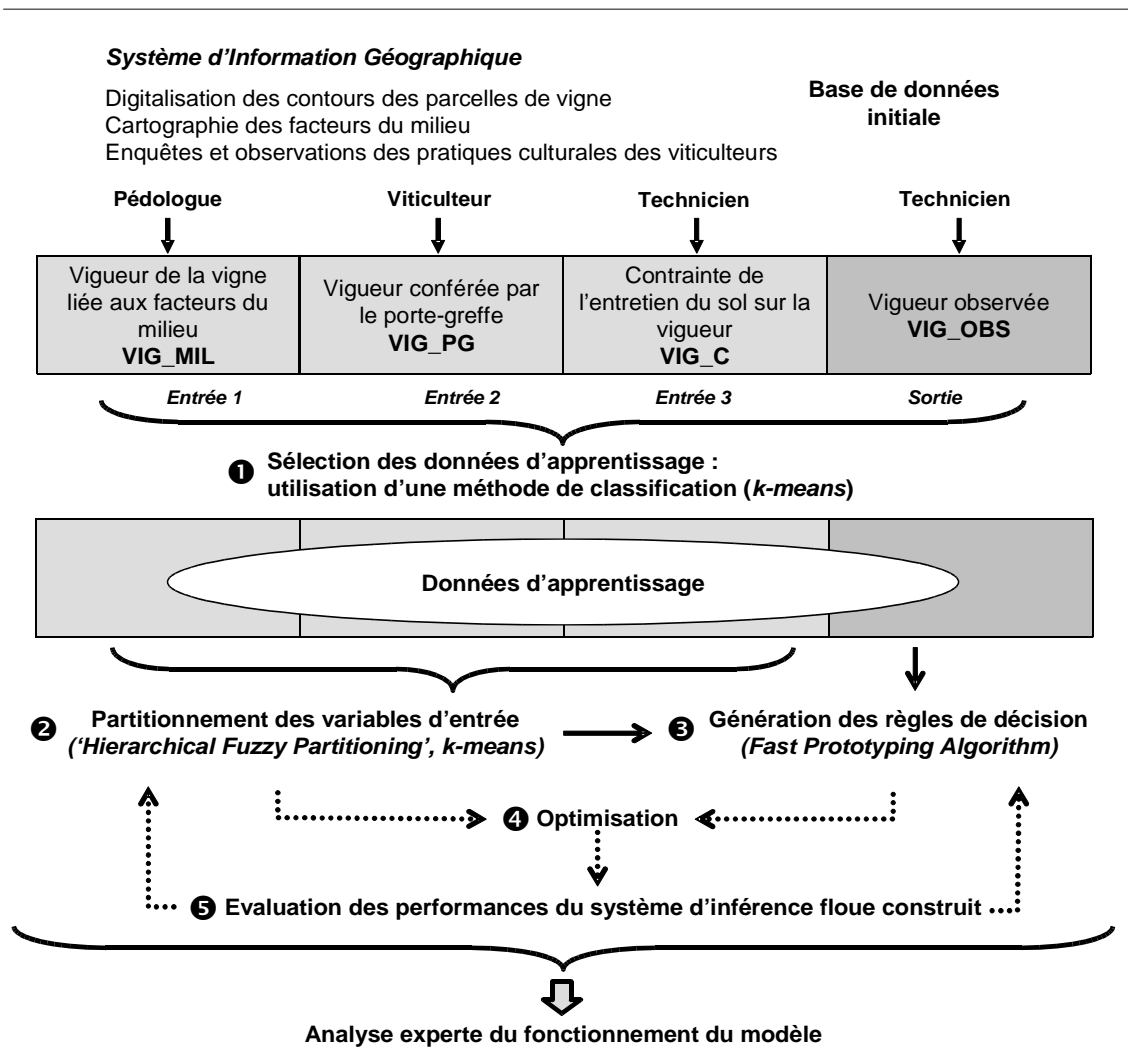 Système d'Information Géographique
Digitalisation des contours des parcelles de vigne
Cartographie des facteurs du milieu
Enquêtes et observations des pratiques culturales des viticulteurs
Base de données
initiale
Pédologue
Viticulteur
Technicien
Technicien
Vigueur de la vigne
liée aux facteurs du
milieu
VIG_MIL
Vigueur conférée par
le porte-greffe
VIG_PG
Contrainte de
l'entretien du sol sur la
vigueur
VIG_C
Vigueur observée
VIG_OBS
Entrée 1
Entrée 2
Entrée 3
Sortie
❶ Sélection des données d'apprentissage :
utilisation d'une méthode de classification (k-means)
Données d'apprentissage
❷ Partitionnement des variables d'entrée
('Hierarchical Fuzzy Partitioning', k-means)
❸ Génération des règles de décision
(Fast Prototyping Algorithm)
❹ Optimisation
❺ Evaluation des performances du système d'inférence floue construit
Analyse experte du fonctionnement du modèle